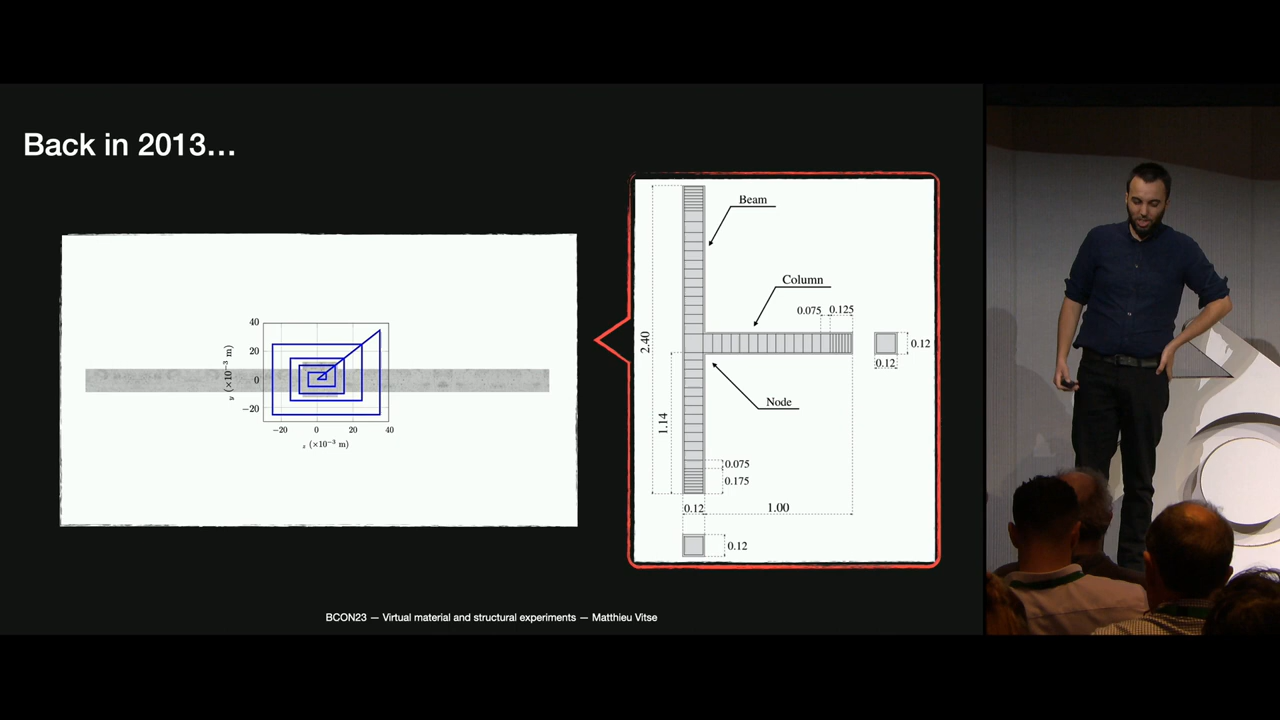 Back in 2013…
40
20
0
−20
y (×10⁻³ m)
−20
0
20
40
z (×10⁻³ m)
Beam
Column
0.075
0.125
2.40
0.12
0.12
Node
1.14
0.075
0.175
0.12
1.00
0.12
BCON23 — Virtual material and structural experiments — Matthieu Vitse